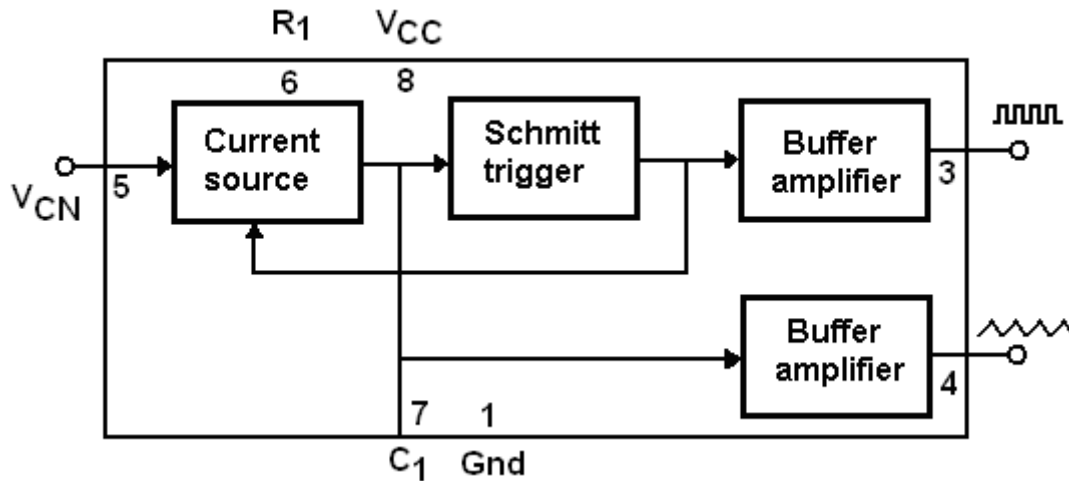 R1 VCC
6 8
Current source
Schmitt trigger
Buffer amplifier
5
3
VCN
Buffer amplifier
4
7 1
C1 Gnd